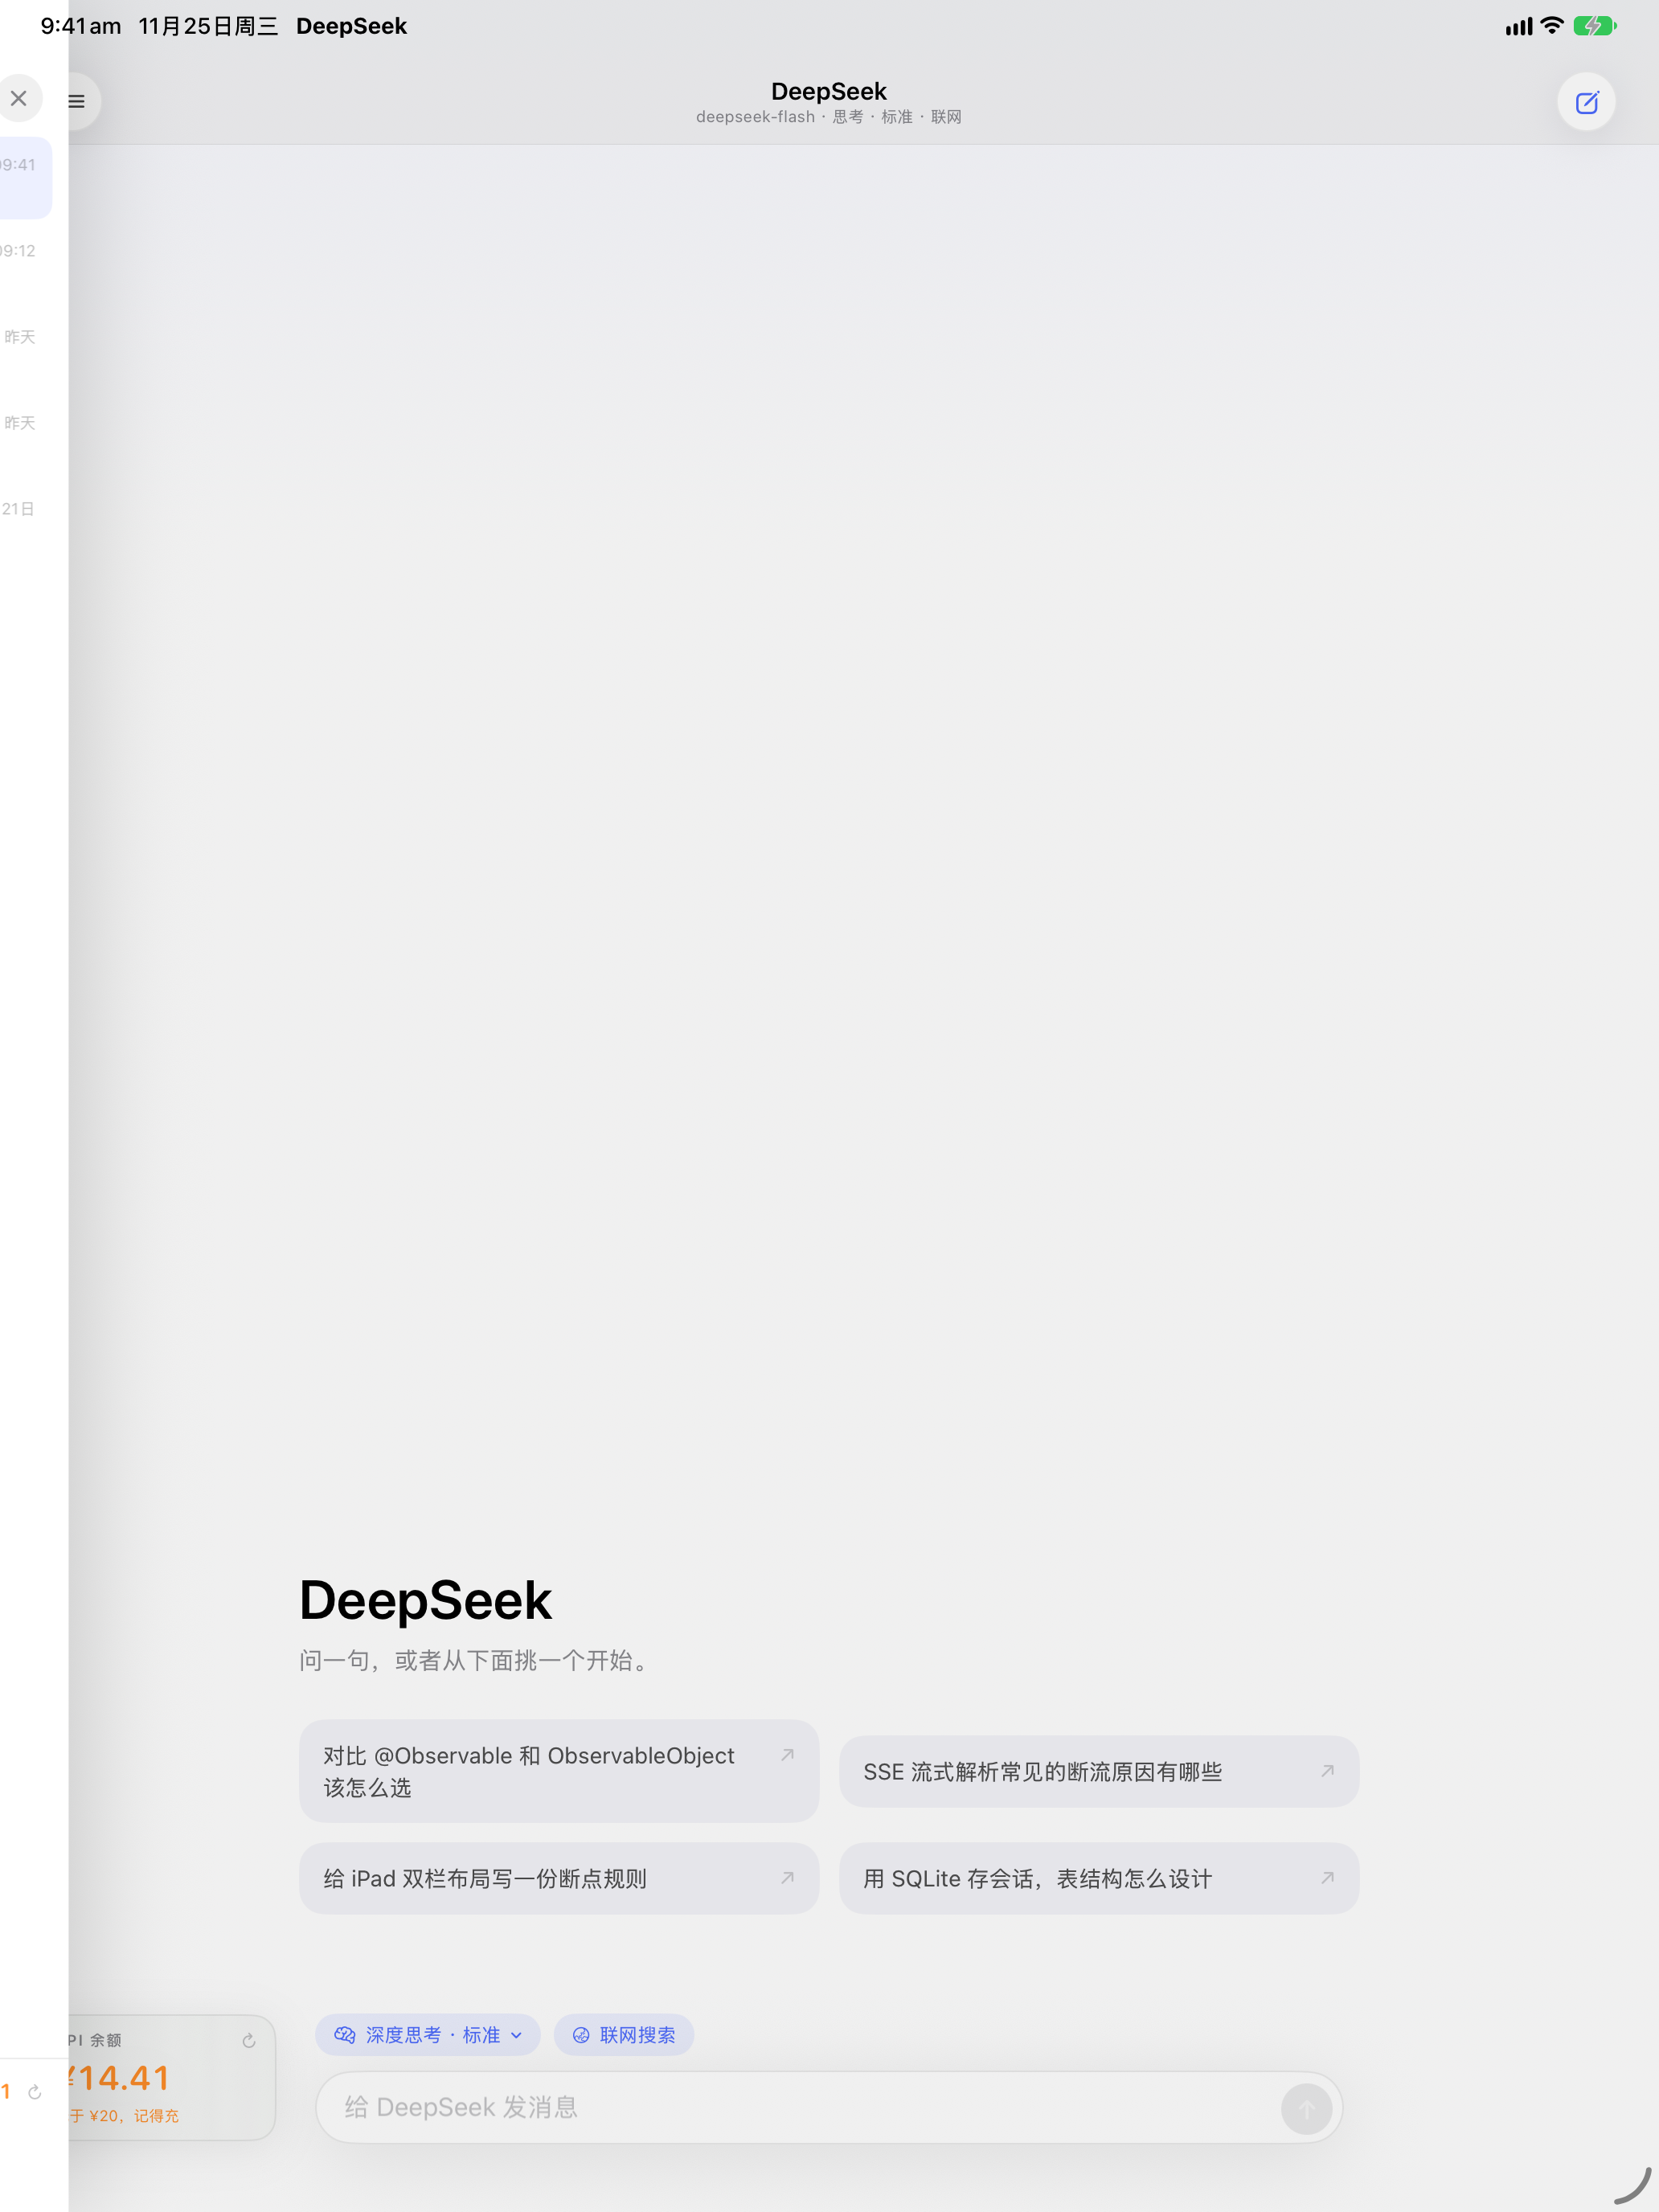 9:41am 11月25日周三 DeepSeek
DeepSeek
deepseek-flash · 思考 · 标准 · 联网
09:41
09:12
昨天
昨天
21日
DeepSeek
问一句，或者从下面挑一个开始。
对比 @Observable 和 ObservableObject
该怎么选
SSE 流式解析常见的断流原因有哪些
给 iPad 双栏布局写一份断点规则
用 SQLite 存会话，表结构怎么设计
深度思考 · 标准
联网搜索
PI 余额
¥14.41
于 ¥20，记得充
1
给 DeepSeek 发消息